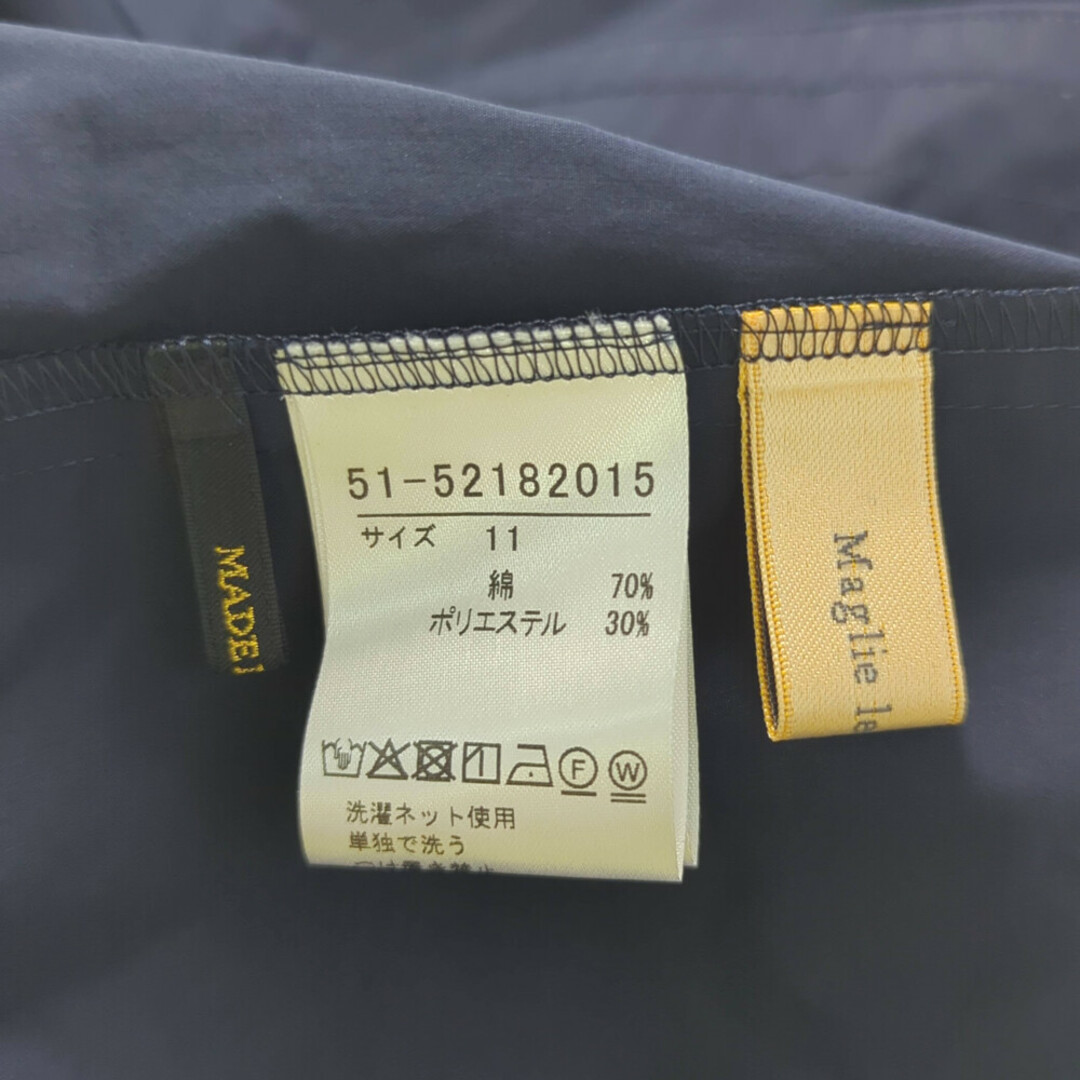 51-52182015
サイズ 11
綿 70%
ポリエステル 30%
F W
洗濯ネット使用
単独で洗う
MADE
Maglie le